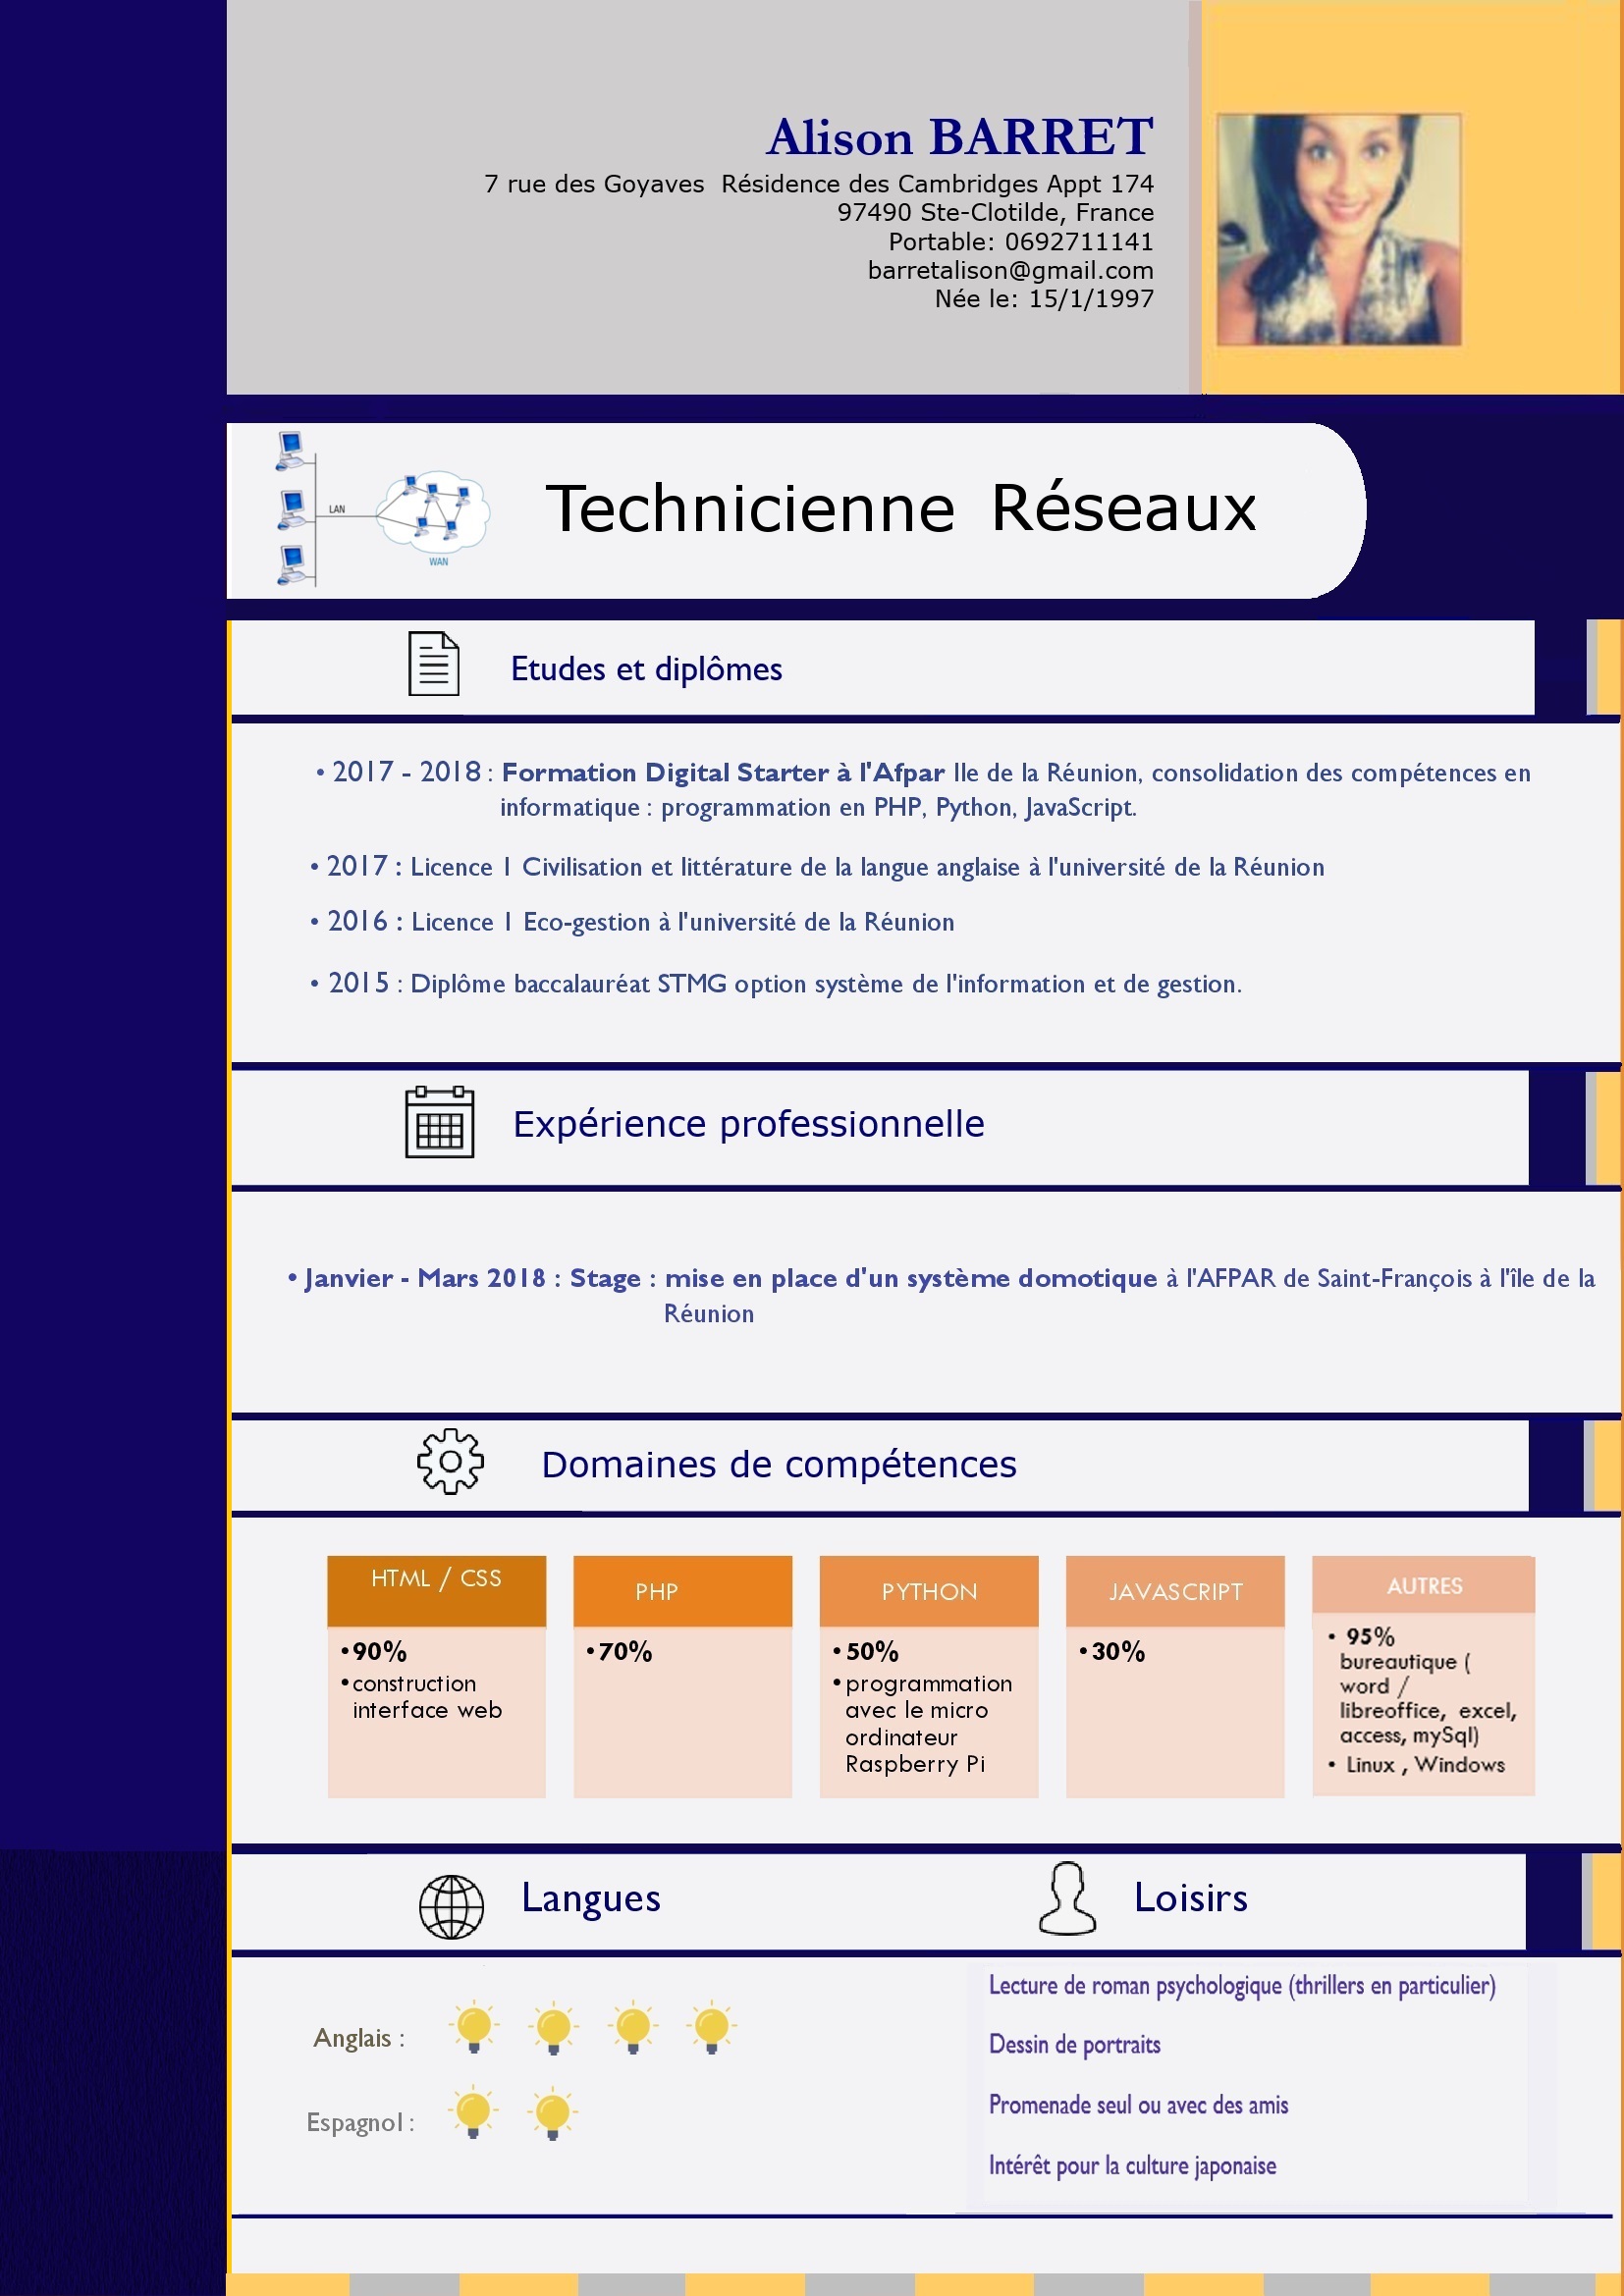 Alison BARRET
7 rue des Goyaves  Résidence des Cambridges Appt 174
97490 Ste-Clotilde, France
Portable: 0692711141
barretalison@gmail.com
Née le: 15/1/1997
LAN
WAN
Technicienne Réseaux
Etudes et diplômes
• 2017 - 2018 : Formation Digital Starter à l'Afpar Ile de la Réunion, consolidation des compétences en
informatique : programmation en PHP, Python, JavaScript.
• 2017 : Licence 1 Civilisation et littérature de la langue anglaise à l'université de la Réunion
• 2016 : Licence 1 Eco-gestion à l'université de la Réunion
• 2015 : Diplôme baccalauréat STMG option système de l'information et de gestion.
Expérience professionnelle
• Janvier - Mars 2018 : Stage : mise en place d'un système domotique à l'AFPAR de Saint-François à l'île de la
Réunion
Domaines de compétences
HTML / CSS
•90%
•construction
interface web
PHP
•70%
PYTHON
•50%
•programmation
avec le micro
ordinateur
Raspberry Pi
JAVASCRIPT
•30%
AUTRES
• 95%
bureautique (
word /
libreoffice, excel,
access, mySql)
• Linux , Windows
Langues
Anglais :
Espagnol :
Loisirs
Lecture de roman psychologique (thrillers en particulier)
Dessin de portraits
Promenade seul ou avec des amis
Intérêt pour la culture japonaise